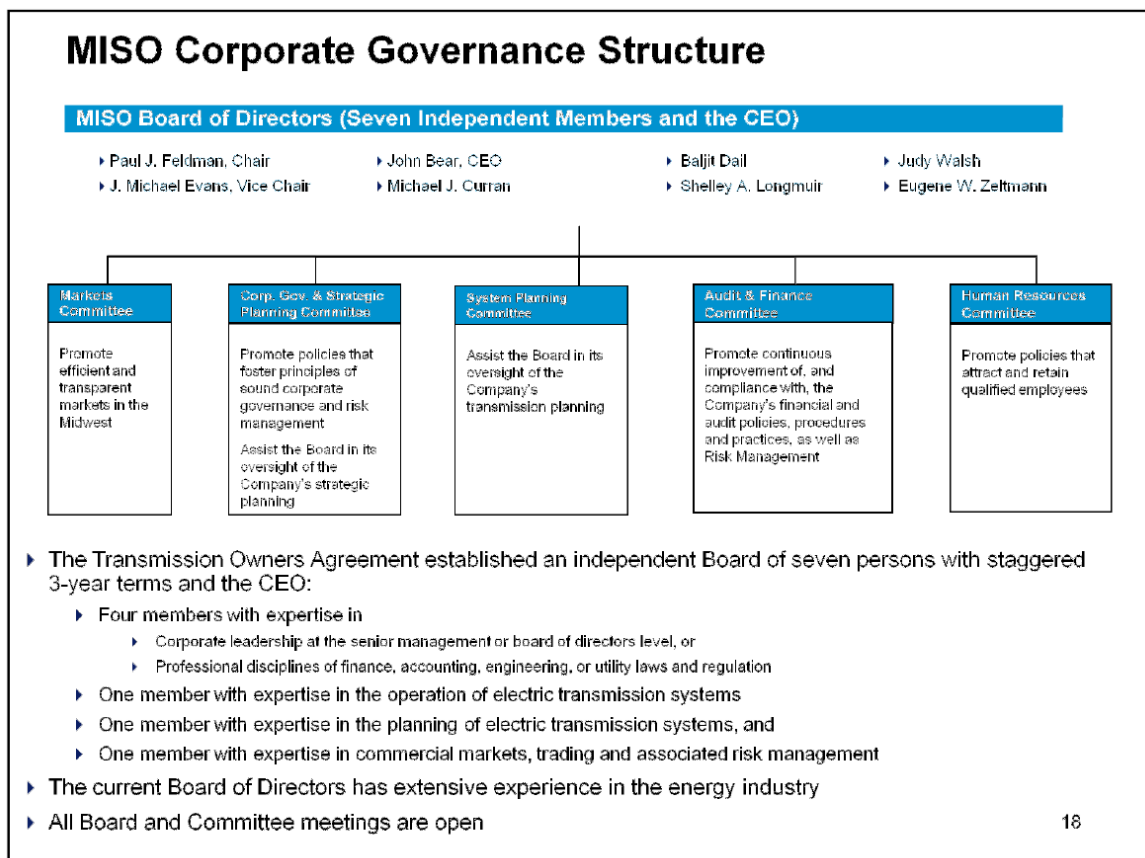 MISO Corporate Governance Structure
MISO Board of Directors (Seven Independent Members and the CEO)
Paul J. Feldman, Chair
J. Michael Evans, Vice Chair
John Bear, CEO
Michael J. Curran
Baljit Dail
Shelley A. Longmuir
Judy Walsh
Eugene W. Zeltmann
Markets
Committee
Promote
efficient and
transparent
markets in the
Midwest
Corp. Gov. & Strategic
Planning Committee
Promote policies that
foster principles of
sound corporate
governance and risk
management
Assist the Board in its
oversight of the
Company's strategic
planning
System Planning
Committee
Assist the Board in its
oversight of the
Company's
transmission planning
Audit & Finance
Committee
Promote continuous
improvement of, and
compliance with, the
Company's financial and
audit policies, procedures
and practices, as well as
Risk Management
Human Resources
Committee
Promote policies that
attract and retain
qualified employees
The Transmission Owners Agreement established an independent Board of seven persons with staggered
3-year terms and the CEO:
Four members with expertise in
Corporate leadership at the senior management or board of directors level, or
Professional disciplines of finance, accounting, engineering, or utility laws and regulation
One member with expertise in the operation of electric transmission systems
One member with expertise in the planning of electric transmission systems, and
One member with expertise in commercial markets, trading and associated risk management
The current Board of Directors has extensive experience in the energy industry
All Board and Committee meetings are open
18